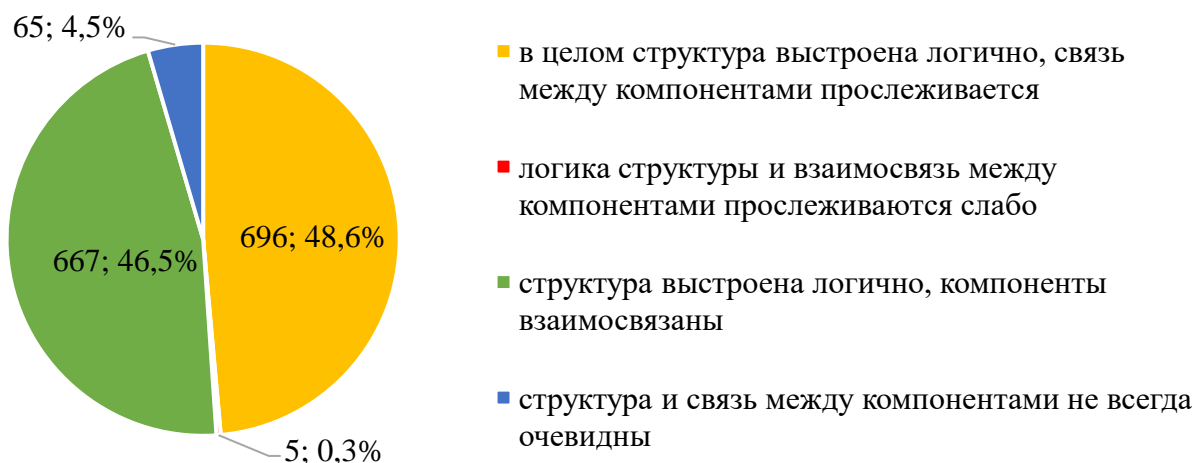 65; 4,5%
696; 48,6%
667; 46,5%
5; 0,3%
в целом структура выстроена логично, связь
между компонентами прослеживается
логика структуры и взаимосвязь между
компонентами прослеживаются слабо
структура выстроена логично, компоненты
взаимосвязаны
структура и связь между компонентами не всегда
очевидны